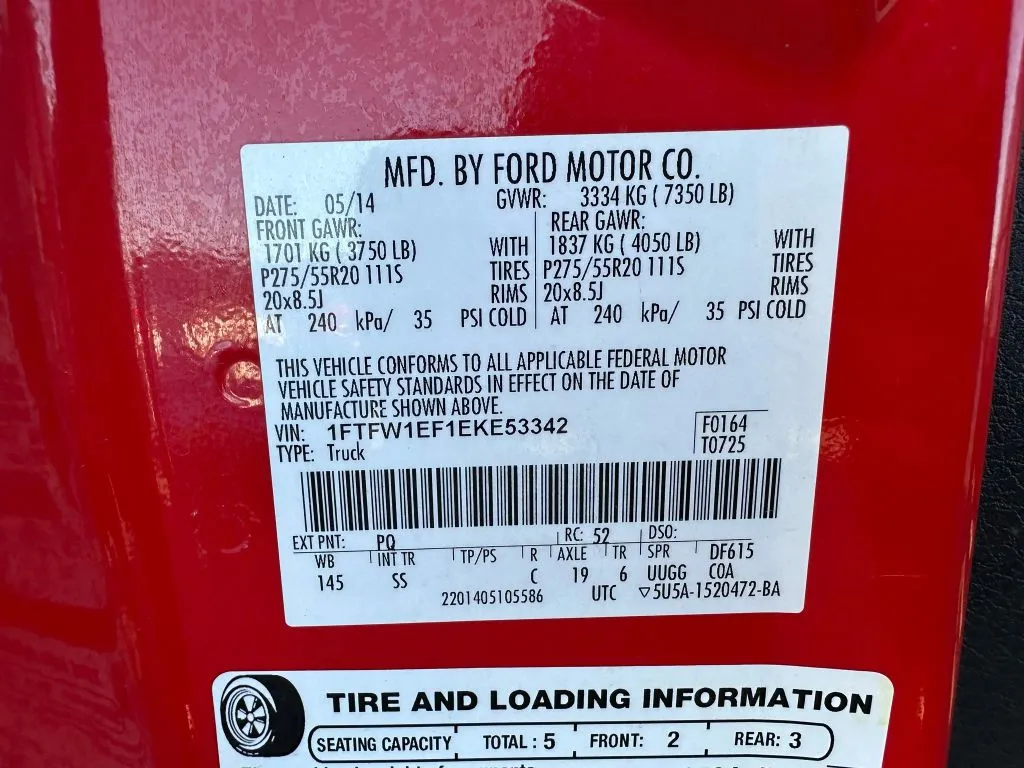 MFD. BY FORD MOTOR CO.
DATE: 05/14 GVWR: 3334 KG ( 7350 LB)
FRONT GAWR: REAR GAWR:
1701 KG ( 3750 LB) WITH 1837 KG ( 4050 LB) WITH
P275/55R20 111S TIRES P275/55R20 111S TIRES
20x8.5J RIMS 20x8.5J RIMS
AT 240 kPa/ 35 PSI COLD AT 240 kPa/ 35 PSI COLD
THIS VEHICLE CONFORMS TO ALL APPLICABLE FEDERAL MOTOR
VEHICLE SAFETY STANDARDS IN EFFECT ON THE DATE OF
MANUFACTURE SHOWN ABOVE.
VIN: 1FTFW1EF1EKE53342 F0164
TYPE: Truck T0725
EXT PNT: PQ RC: 52 DSO:
WB INT TR TP/PS R AXLE TR SPR DF615
145 SS C 19 6 UUGG COA
2201405105586 UTC ▽5U5A-1520472-BA
TIRE AND LOADING INFORMATION
SEATING CAPACITY TOTAL : 5 FRONT: 2 REAR: 3